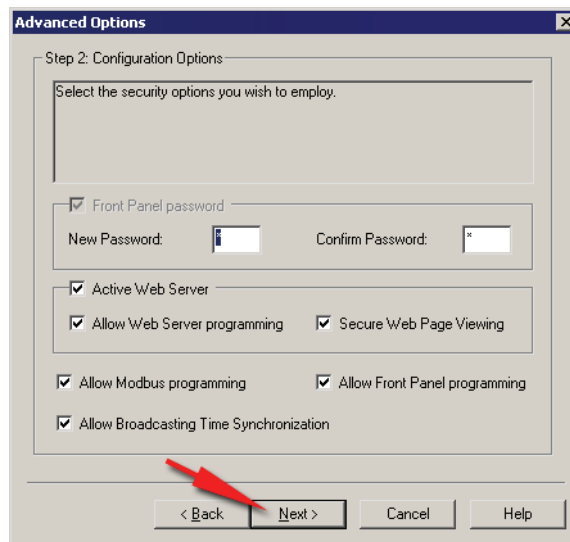 Advanced Options
Step 2: Configuration Options
Select the security options you wish to employ.
Front Panel password
New Password: * Confirm Password: *
Active Web Server
Allow Web Server programming Secure Web Page Viewing
Allow Modbus programming Allow Front Panel programming
Allow Broadcasting Time Synchronization
< Back Next > Cancel Help